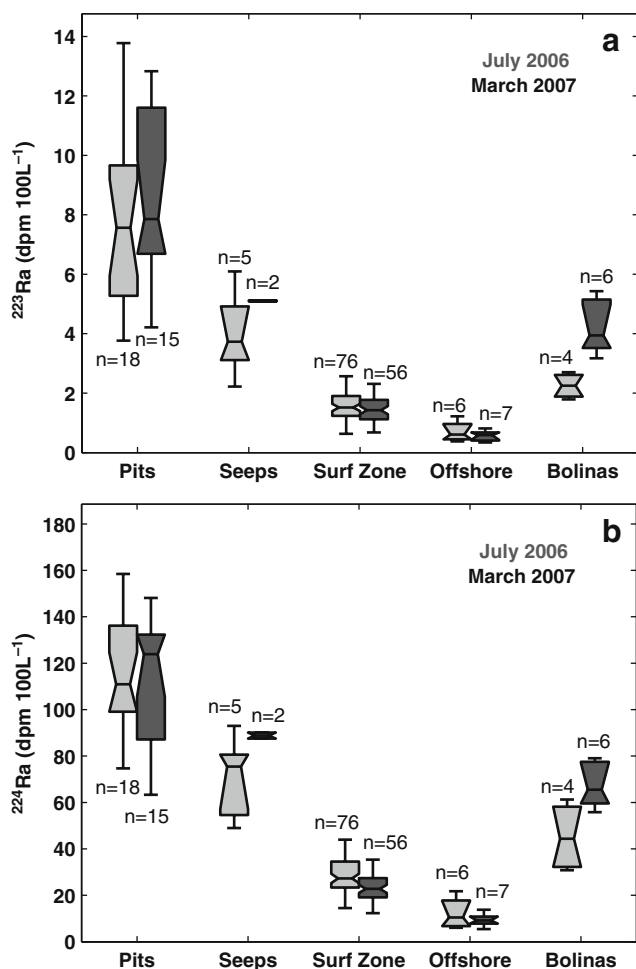 a
July 2006
March 2007
14
12
10
8
6
4
2
0
²²³Ra (dpm 100L⁻¹)
n=18
n=15
n=5
n=2
n=76
n=56
n=6
n=7
n=4
n=6
Pits Seeps Surf Zone Offshore Bolinas
b
July 2006
March 2007
180
160
140
120
100
80
60
40
20
0
²²⁴Ra (dpm 100L⁻¹)
n=18
n=15
n=5
n=2
n=76
n=56
n=6
n=7
n=4
n=6
Pits Seeps Surf Zone Offshore Bolinas